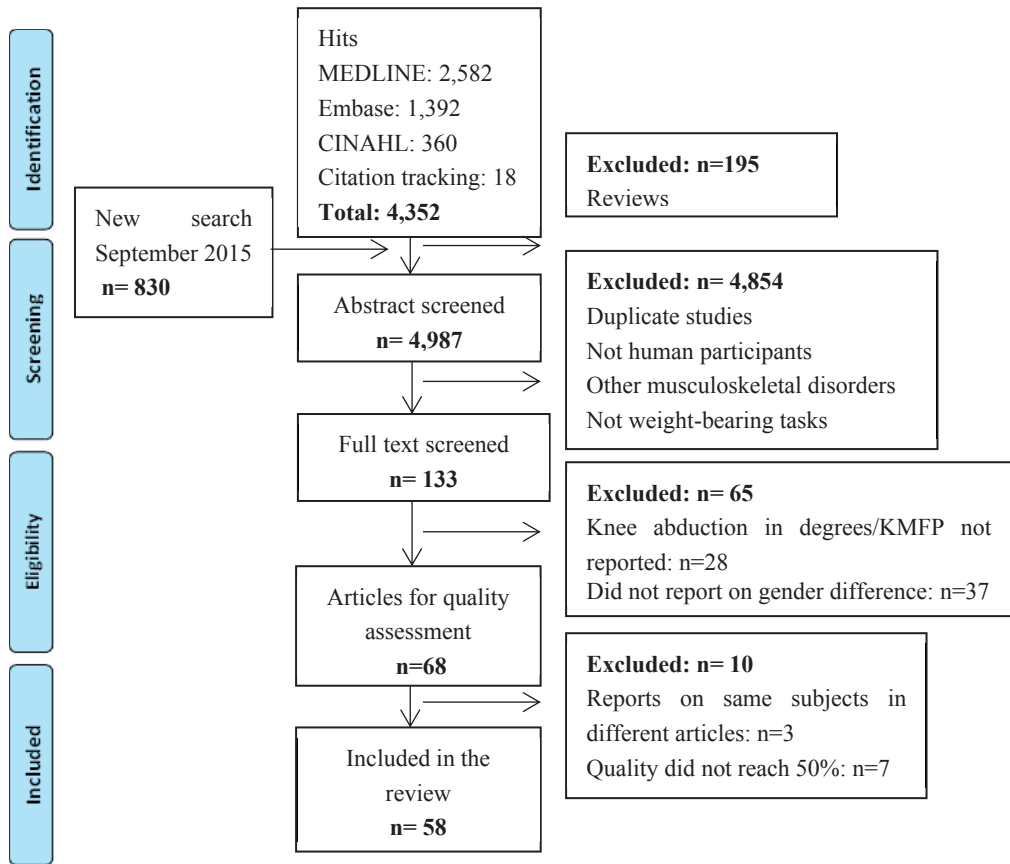 Identification
Hits
MEDLINE: 2,582
Embase: 1,392
CINAHL: 360
Citation tracking: 18
Total: 4,352
Excluded: n=195
Reviews
New search
September 2015
n= 830
Screening
Abstract screened
n= 4,987
Excluded: n= 4,854
Duplicate studies
Not human participants
Other musculoskeletal disorders
Not weight-bearing tasks
Full text screened
n= 133
Eligibility
Excluded: n= 65
Knee abduction in degrees/KMFP not
reported: n=28
Did not report on gender difference: n=37
Articles for quality
assessment
n=68
Included
Excluded: n= 10
Reports on same subjects in
different articles: n=3
Quality did not reach 50%: n=7
Included in the
review
n= 58